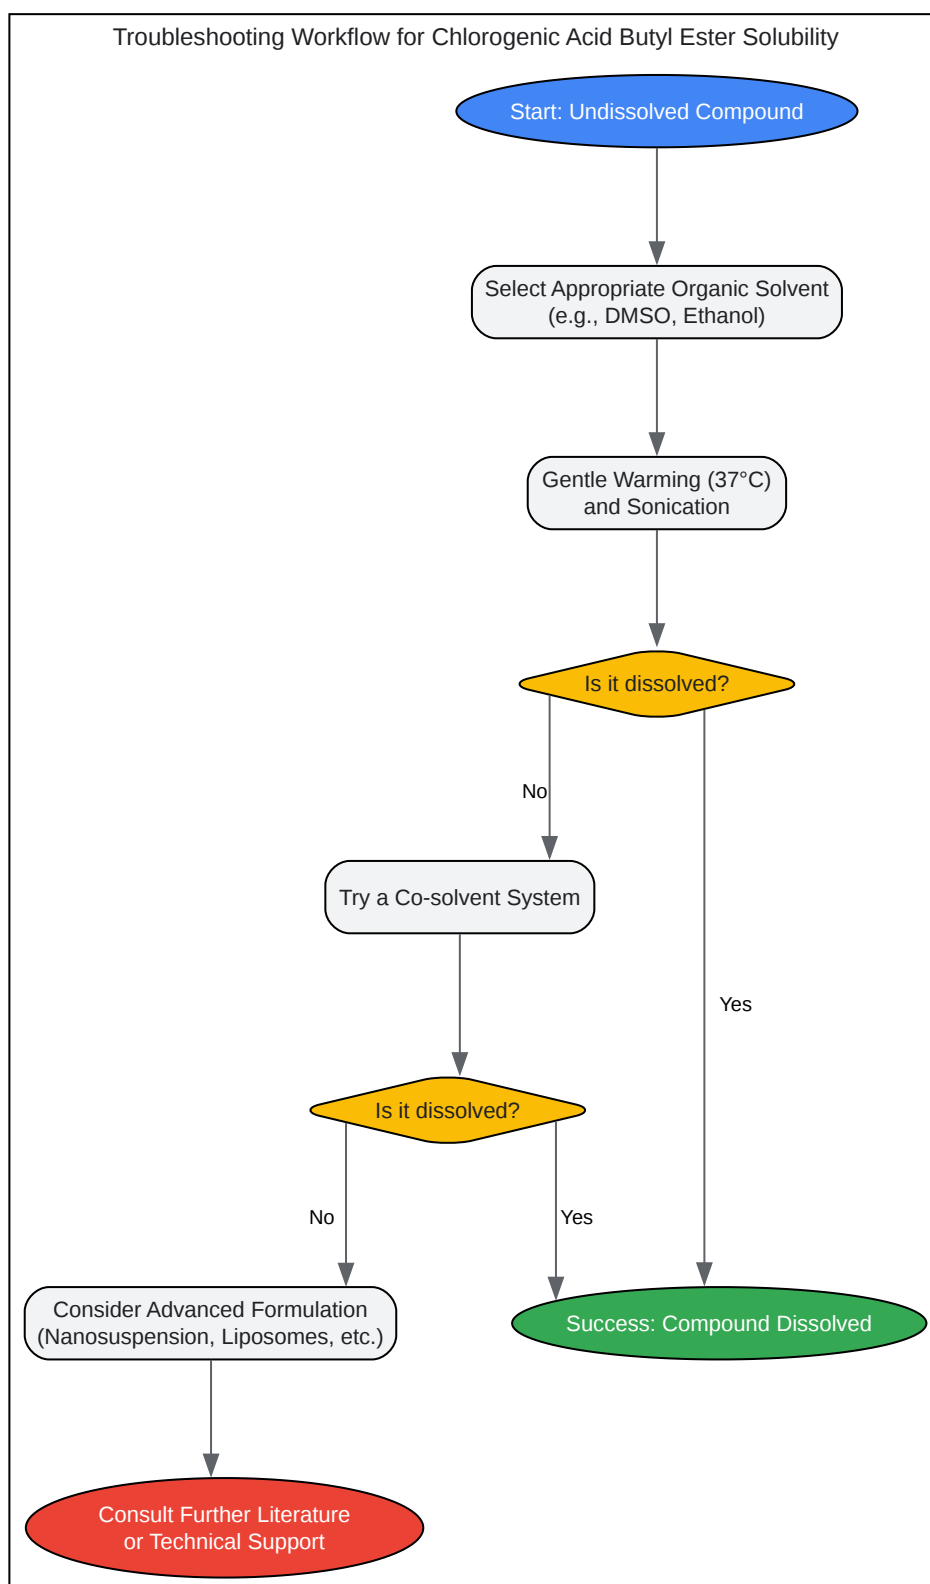 Troubleshooting Workflow for Chlorogenic Acid Butyl Ester Solubility
Start: Undissolved Compound
Select Appropriate Organic Solvent
(e.g., DMSO, Ethanol)
Gentle Warming (37°C)
and Sonication
Is it dissolved?
No
Try a Co-solvent System
Yes
Is it dissolved?
No
Yes
Consider Advanced Formulation
(Nanosuspension, Liposomes, etc.)
Success: Compound Dissolved
Consult Further Literature
or Technical Support